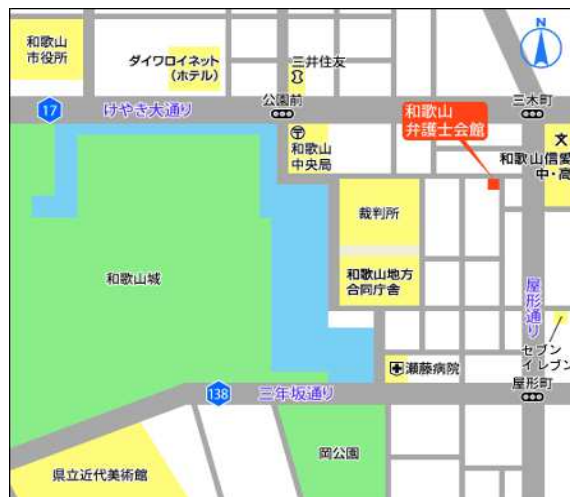 和歌山
市役所
ダイワロイネット
(ホテル)
三井住友
N
17
けやき大通り
公園前
三木町
和歌山
弁護士会館
和歌山
中央局
文
和歌山信愛
中・高
裁判所
和歌山城
和歌山地方
合同庁舎
屋形通り
セブン
イレブン
瀬藤病院
138
三年坂通り
屋形町
岡公園
県立近代美術館